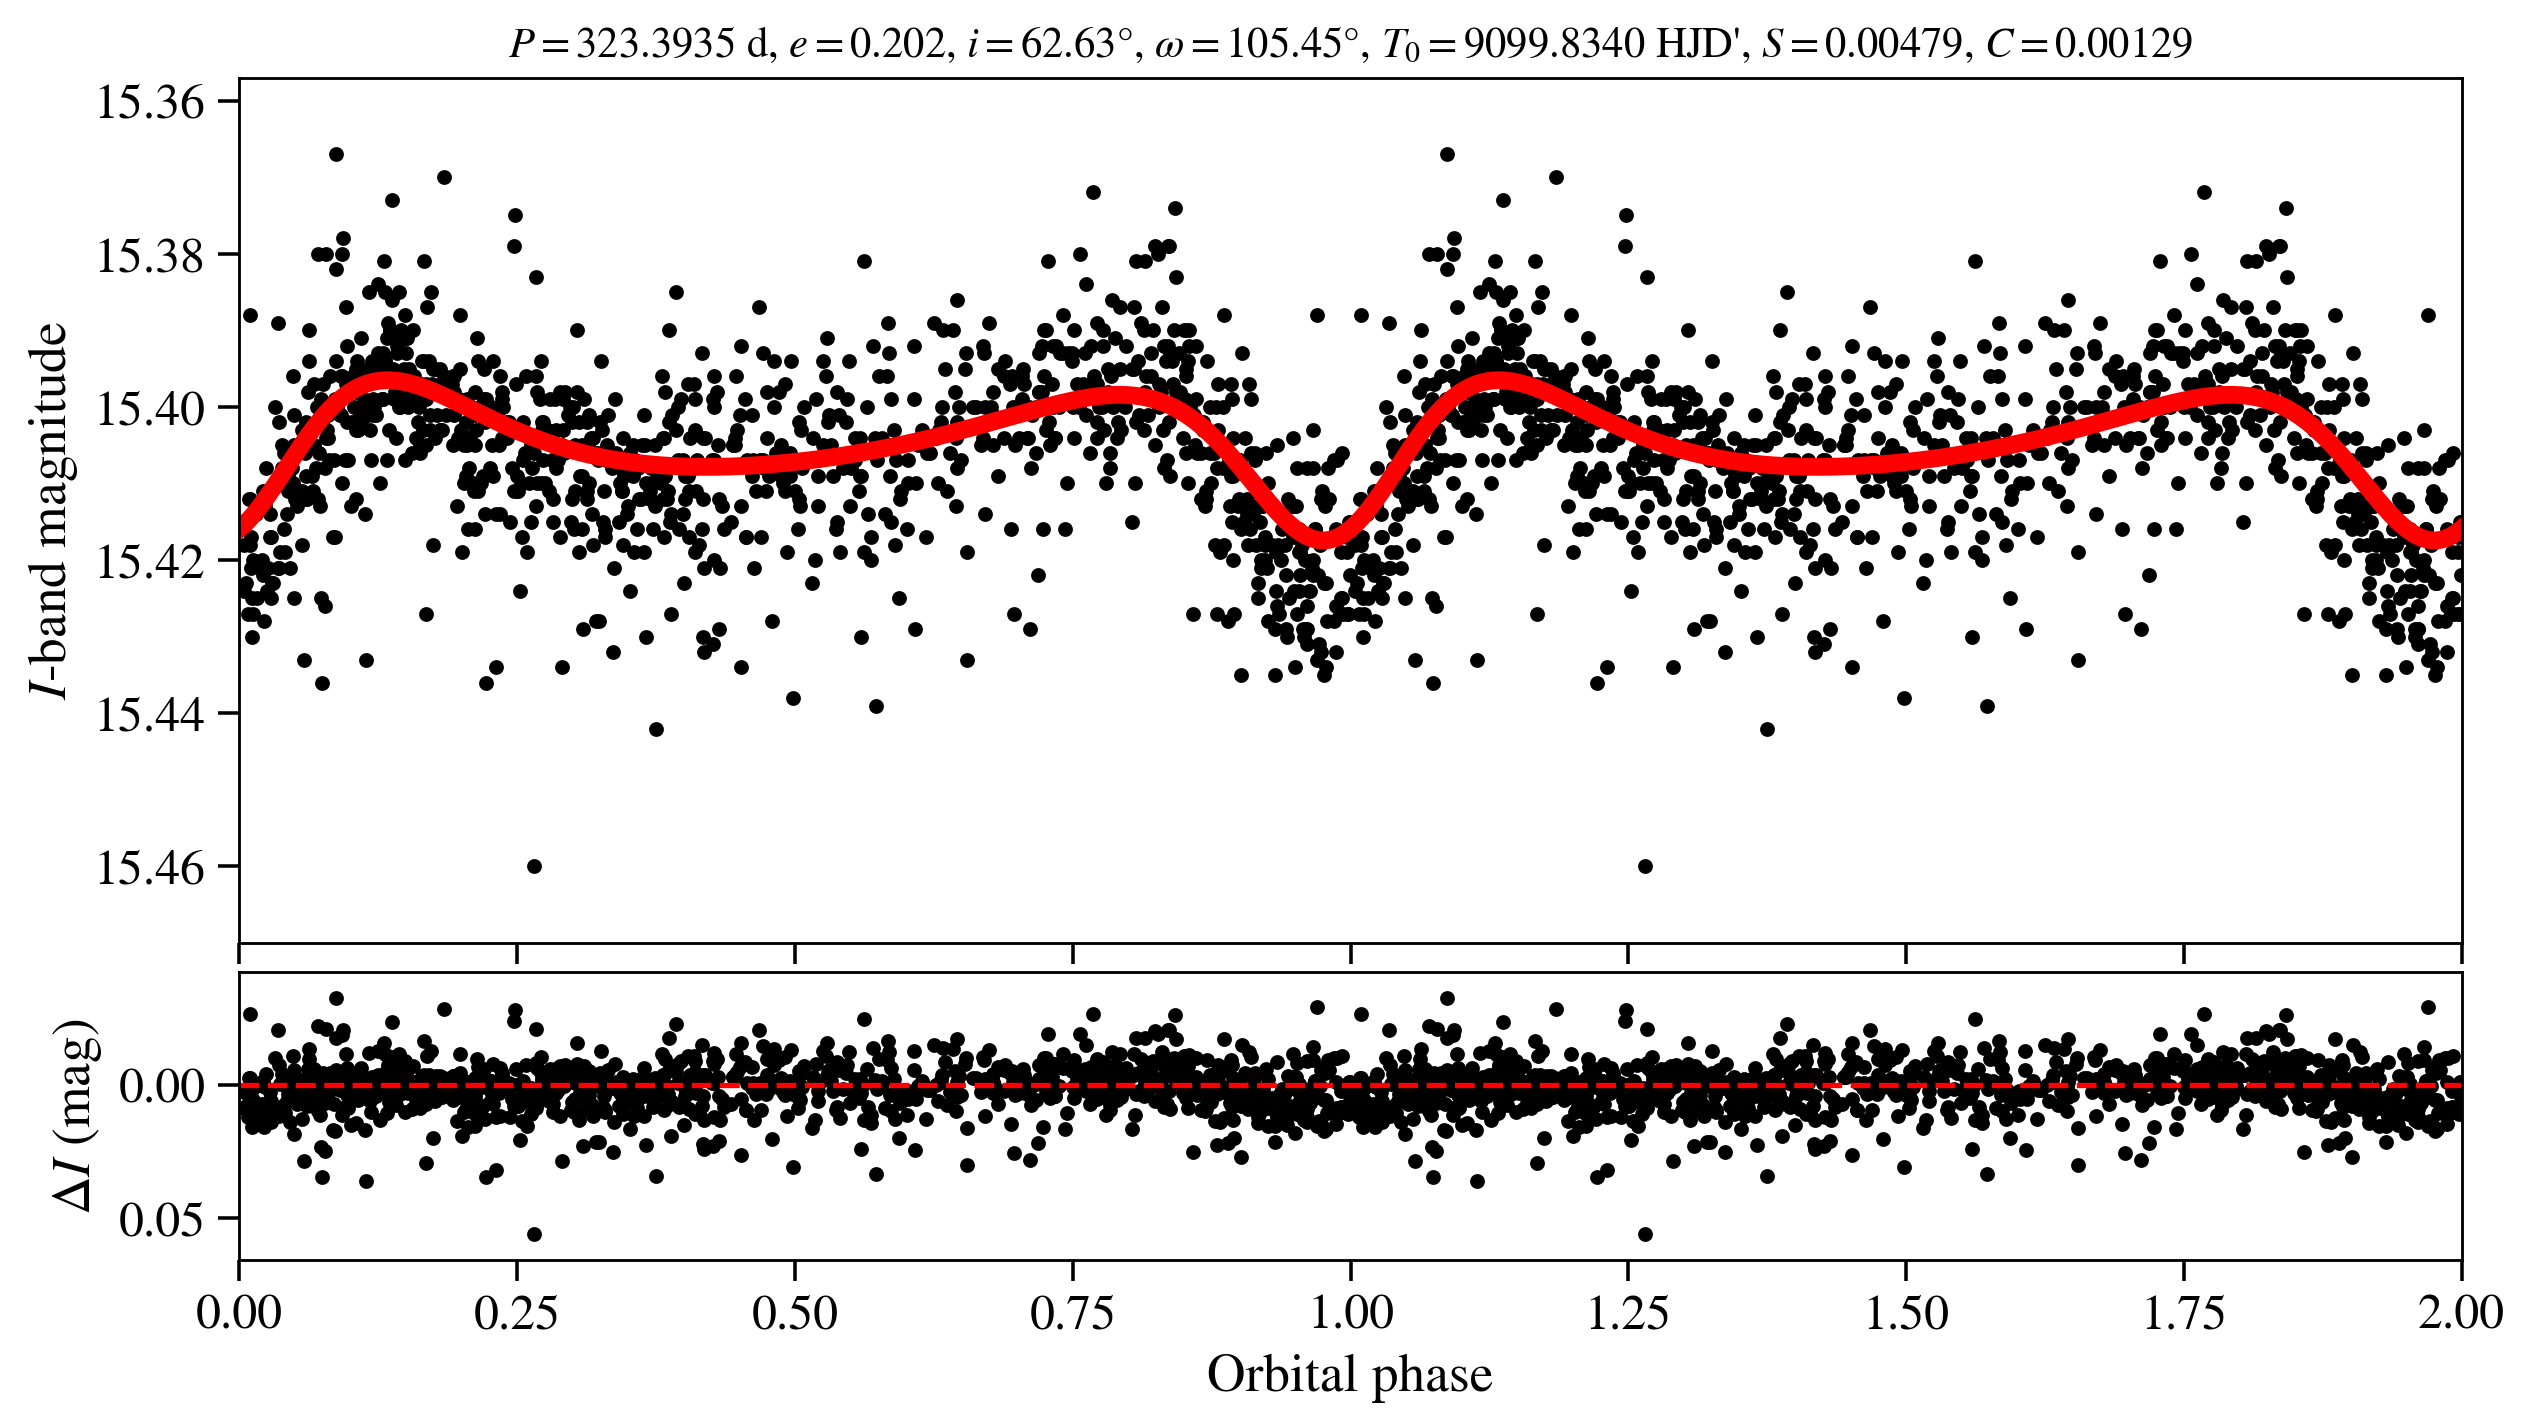 P = 323.3935 d, e = 0.202, i = 62.63°, ω = 105.45°, T₀ = 9099.8340 HJD', S = 0.00479, C = 0.00129
I-band magnitude
15.36
15.38
15.40
15.42
15.44
15.46
ΔI (mag)
0.00
0.05
0.00 0.25 0.50 0.75 1.00 1.25 1.50 1.75 2.00
Orbital phase